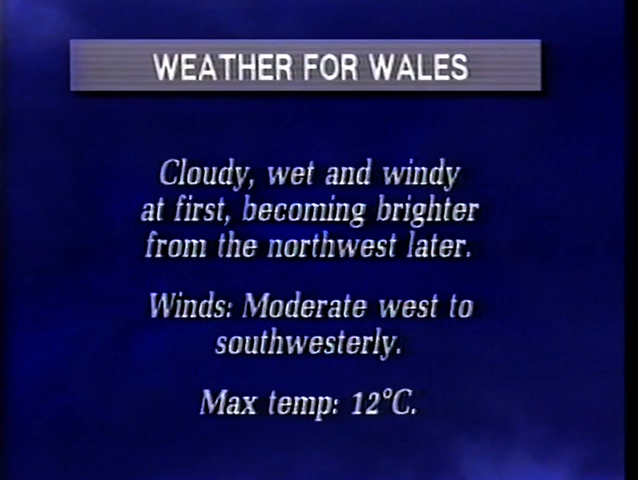 WEATHER FOR WALES
Cloudy, wet and windy
at first, becoming brighter
from the northwest later.
Winds: Moderate west to
southwesterly.
Max temp: 12°C.